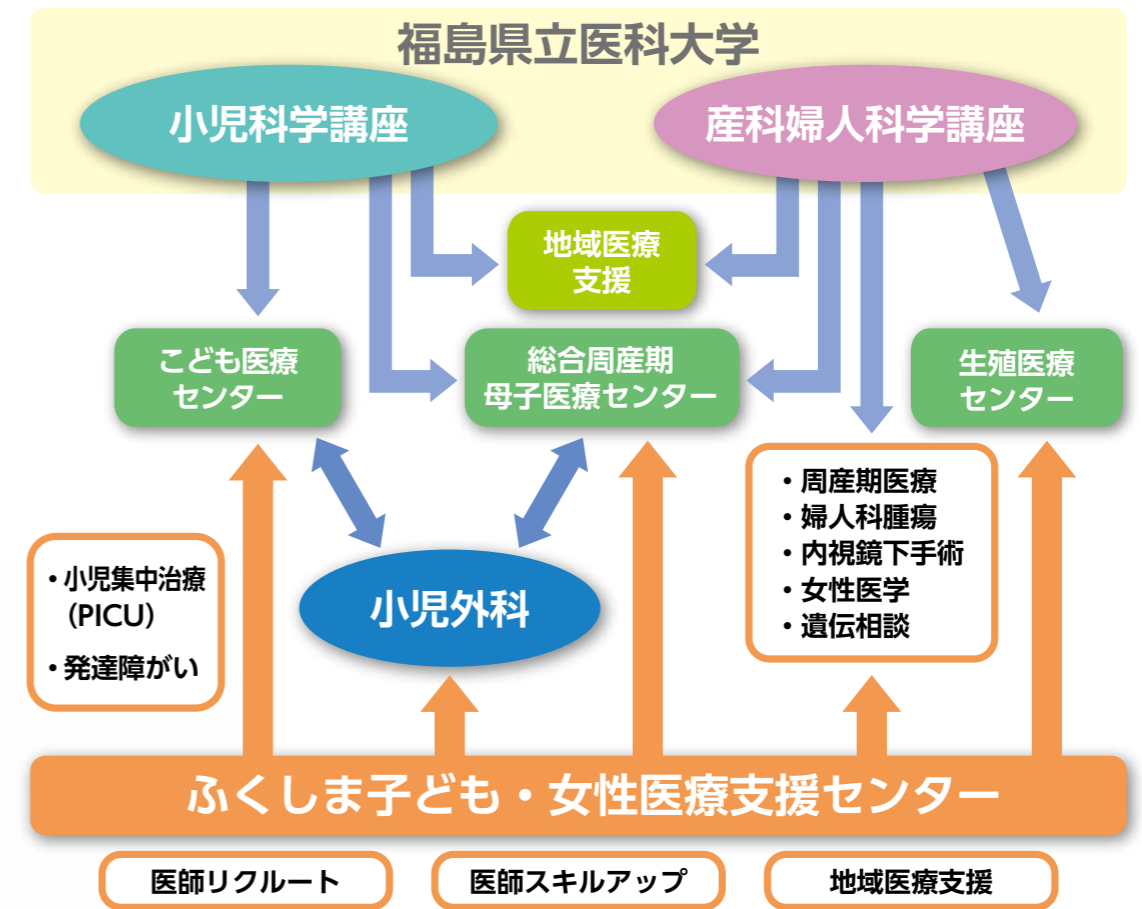 福島県立医科大学
小児科学講座
産科婦人科学講座
地域医療
支援
こども医療
センター
総合周産期
母子医療センター
生殖医療
センター
・周産期医療
・婦人科腫瘍
・内視鏡下手術
・女性医学
・遺伝相談
・小児集中治療
（PICU）
・発達障がい
小児外科
ふくしま子ども・女性医療支援センター
医師リクルート
医師スキルアップ
地域医療支援